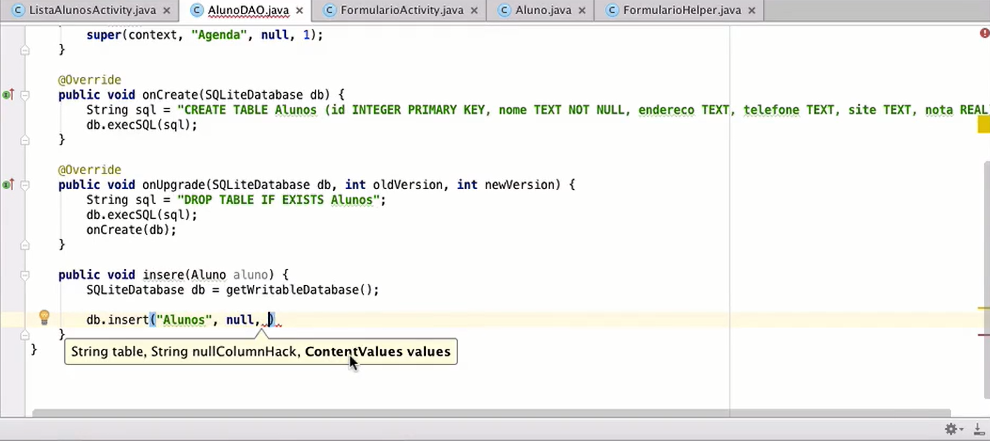 ListaAlunosActivity.java × AlunoDAO.java × FormularioActivity.java × Aluno.java × FormularioHelper.java ×
super(context, "Agenda", null, 1);
}
@Override
public void onCreate(SQLiteDatabase db) {
String sql = "CREATE TABLE Alunos (id INTEGER PRIMARY KEY, nome TEXT NOT NULL, endereco TEXT, telefone TEXT, site TEXT, nota REAL
db.execSQL(sql);
}
@Override
public void onUpgrade(SQLiteDatabase db, int oldVersion, int newVersion) {
String sql = "DROP TABLE IF EXISTS Alunos";
db.execSQL(sql);
onCreate(db);
}
public void insere(Aluno aluno) {
SQLiteDatabase db = getWritableDatabase();
db.insert("Alunos", null, )
}
}
String table, String nullColumnHack, ContentValues values